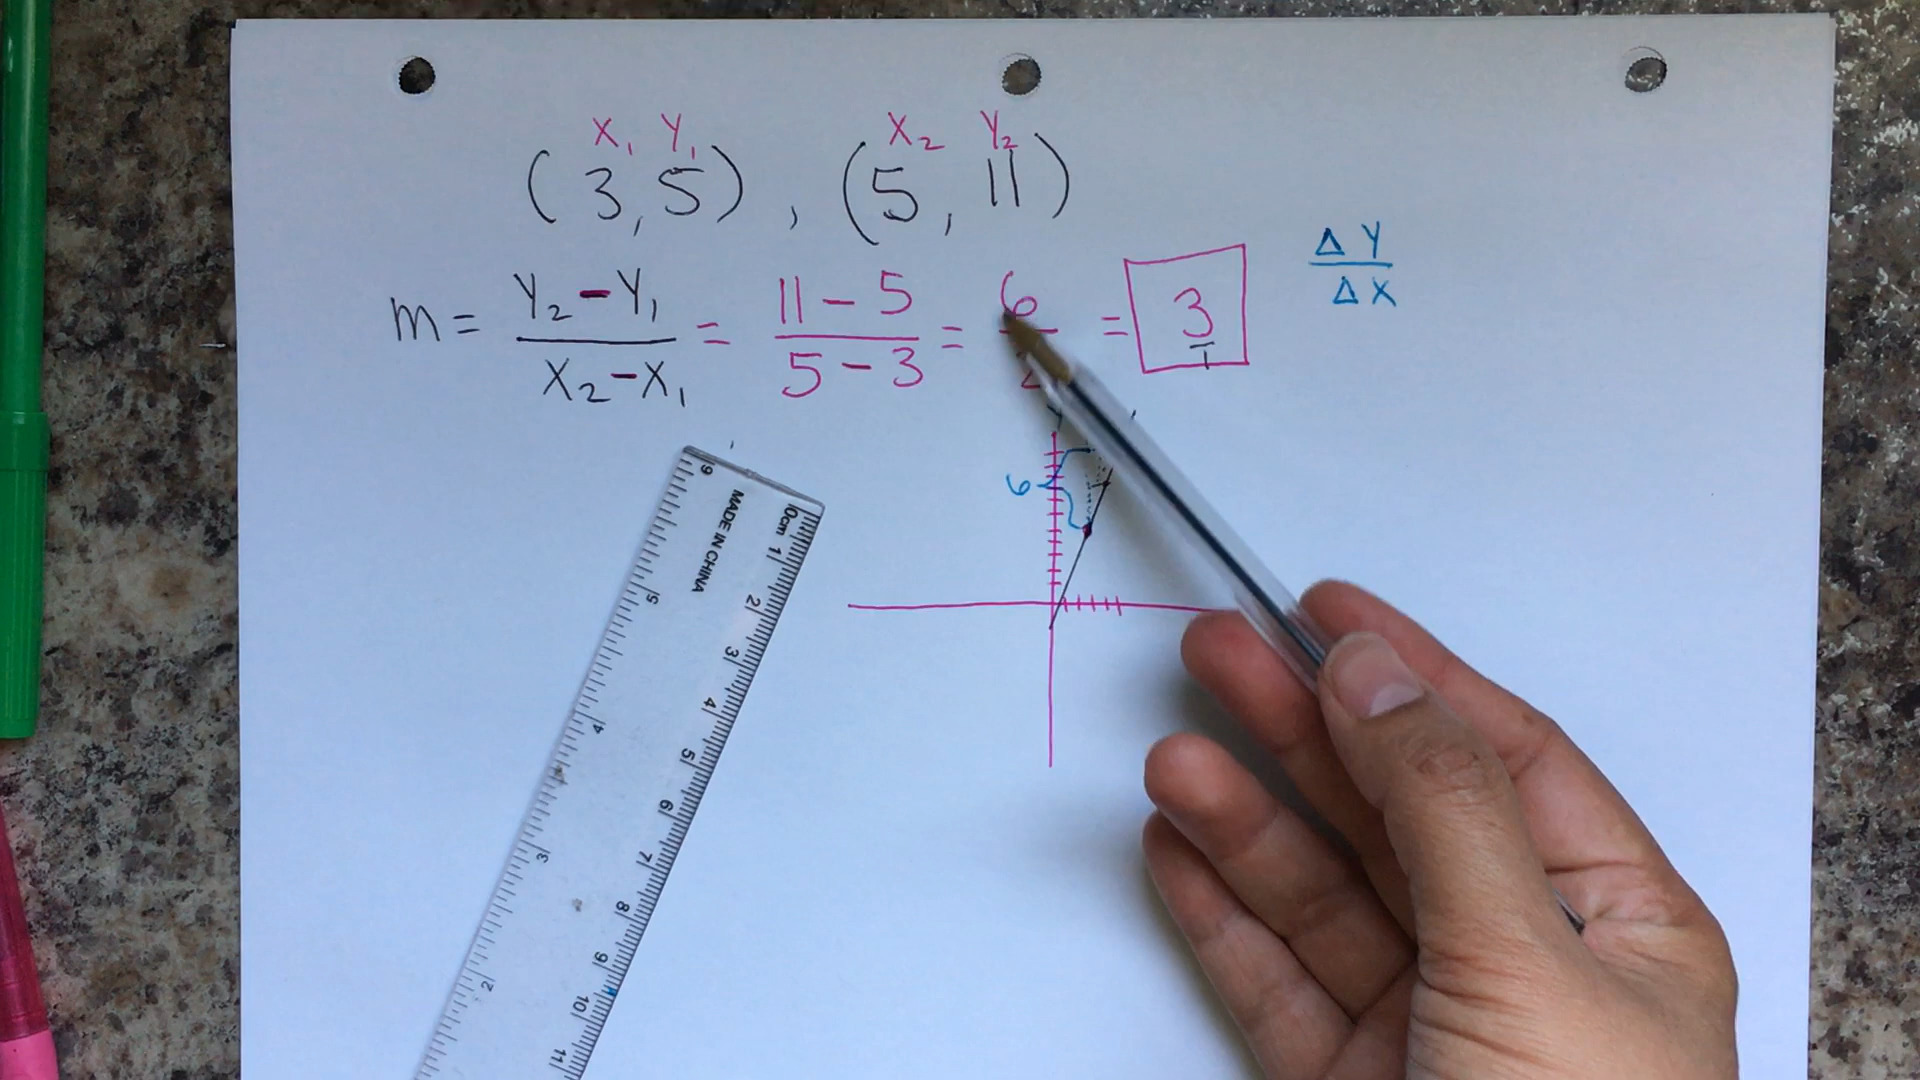 X₁ Y₁ X₂ Y₂
(3,5) , (5,11)
m = Y₂-Y₁ / X₂-X₁ = 11-5 / 5-3 = 6 / 2 = 3 / 1
ΔY / ΔX
6
9 5 4 3 2
MADE IN CHINA
0cm 1 2 3 4 5 6 7 8 9 10 11